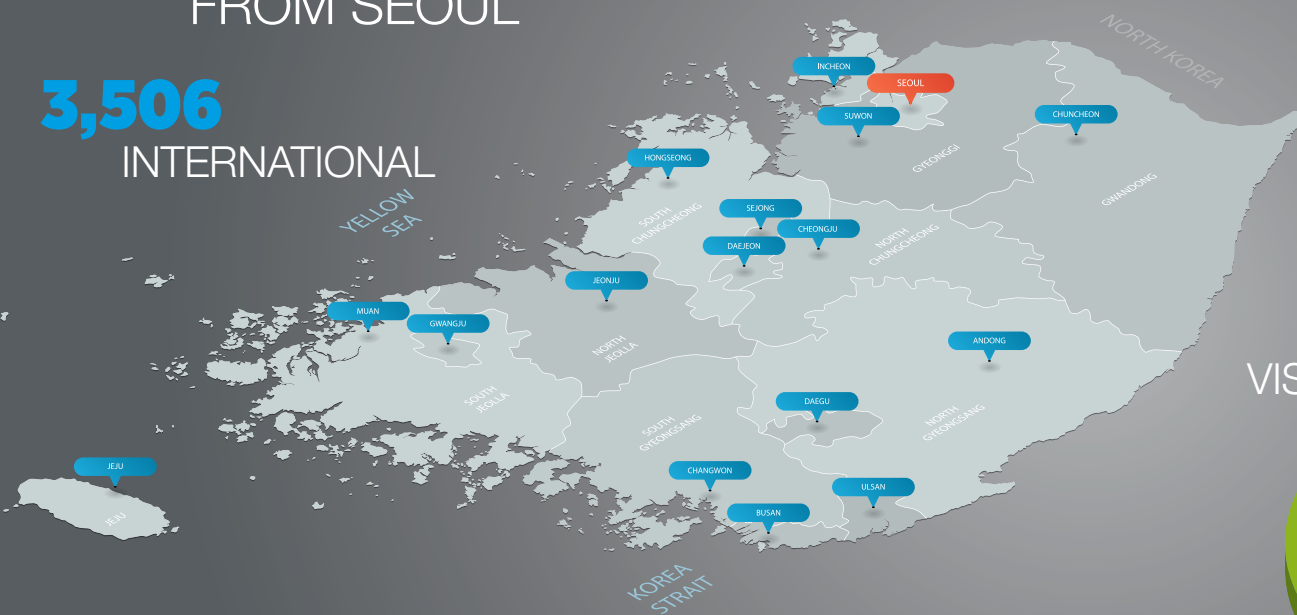 FROM SEOUL
3,506
INTERNATIONAL
NORTH KOREA
INCHEON
SEOUL
SUWON
CHUNCHEON
GYEONGGI
GWANDONG
HONGSEONG
YELLOW
SEA
SOUTH
CHUNGCHEONG
SEJONG
CHEONGJU
DAEJEON
NORTH
CHUNGCHEONG
JEONJU
MUAN
GWANGJU
NORTH
JEOLLA
ANDONG
VIS
SOUTH
JEOLLA
DAEGU
SOUTH
GYEONGSANG
NORTH
GYEONGSANG
JEJU
CHANGWON
ULSAN
BUSAN
JEJU
KOREA
STRAIT